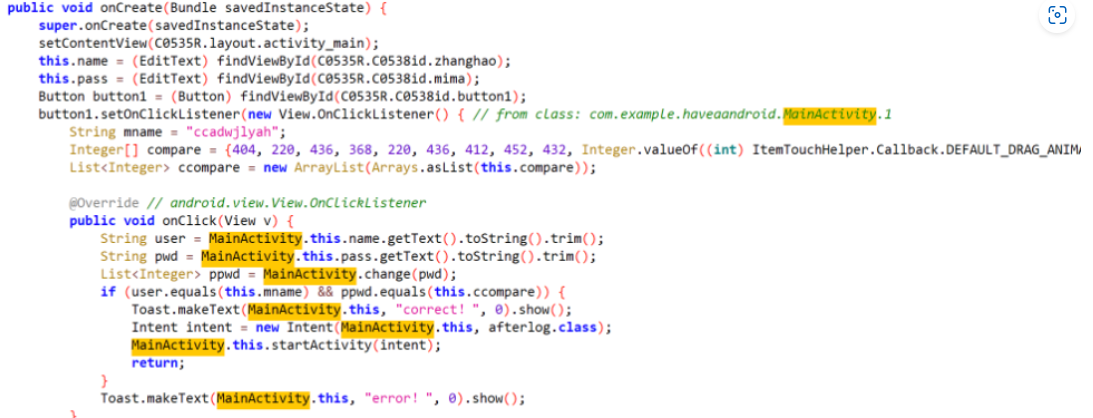 public void onCreate(Bundle savedInstanceState) {
super.onCreate(savedInstanceState);
setContentView(C0535R.layout.activity_main);
this.name = (EditText) findViewById(C0535R.C0538id.zhanghao);
this.pass = (EditText) findViewById(C0535R.C0538id.mima);
Button button1 = (Button) findViewById(C0535R.C0538id.button1);
button1.setOnClickListener(new View.OnClickListener() { // from class: com.example.haveaandroid.MainActivity.1
String mname = "ccadwjlyah";
Integer[] compare = {404, 220, 436, 368, 220, 436, 412, 452, 432, Integer.valueOf((int) ItemTouchHelper.Callback.DEFAULT_DRAG_ANIM
List<Integer> ccompare = new ArrayList(Arrays.asList(this.compare));
@Override // android.view.View.OnClickListener
public void onClick(View v) {
String user = MainActivity.this.name.getText().toString().trim();
String pwd = MainActivity.this.pass.getText().toString().trim();
List<Integer> ppwd = MainActivity.change(pwd);
if (user.equals(this.mname) && ppwd.equals(this.ccompare)) {
Toast.makeText(MainActivity.this, "correct! ", 0).show();
Intent intent = new Intent(MainActivity.this, afterlog.class);
MainActivity.this.startActivity(intent);
return;
}
Toast.makeText(MainActivity.this, "error! ", 0).show();
}